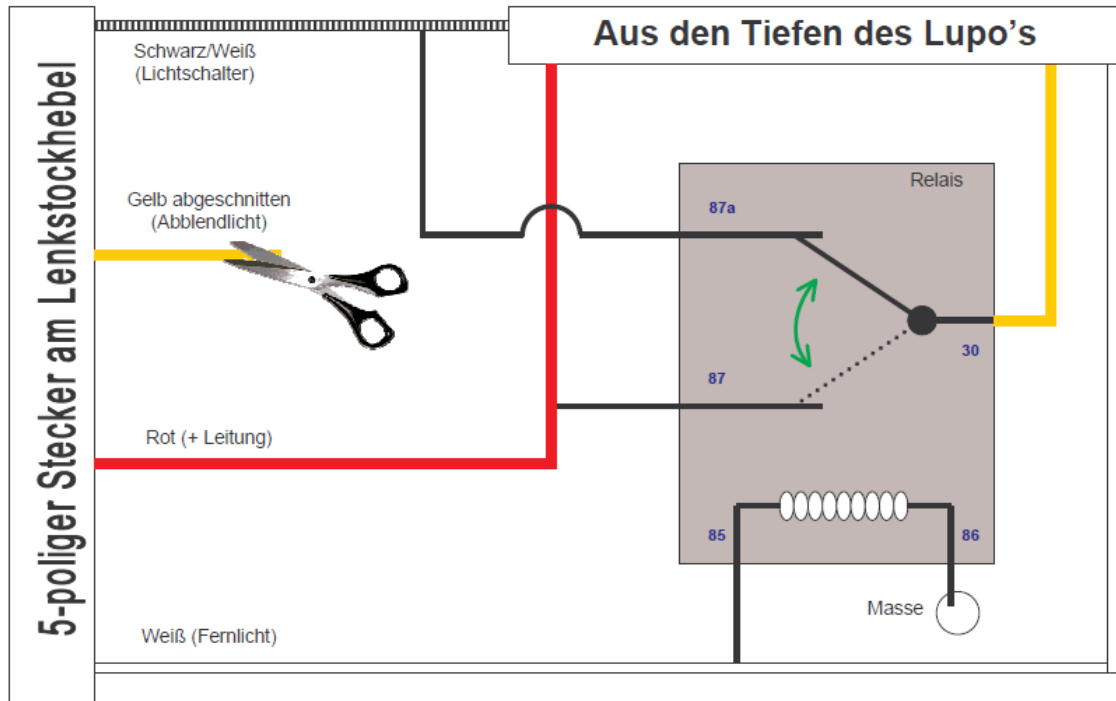 Aus den Tiefen des Lupo’s
5-poliger Stecker am Lenkstockhebel
Schwarz/Weiß
(Lichtschalter)
Gelb abgeschnitten
(Abblendlicht)
Rot (+ Leitung)
Weiß (Fernlicht)
Relais
87a
30
87
85
86
Masse